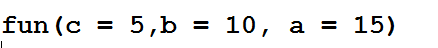 fun(c = 5,b = 10, a = 15)